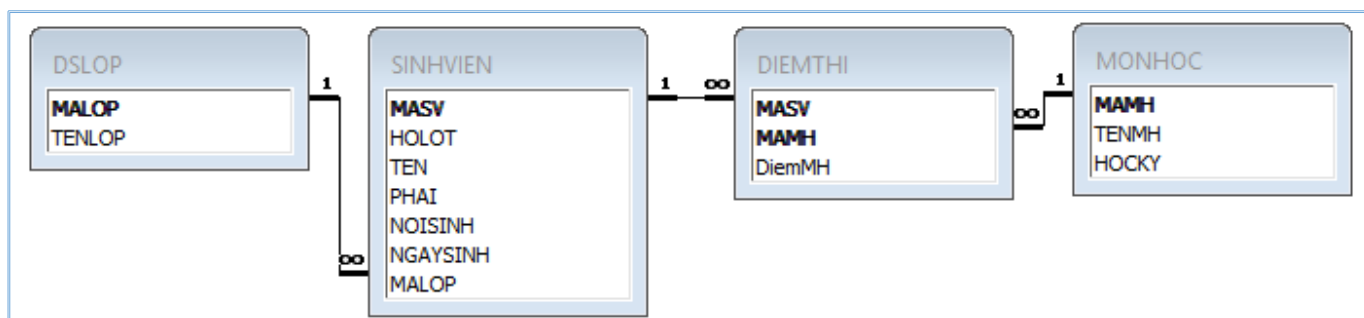 DSLOP
MALOP
TENLOP
1
∞
SINHVIEN
MASV
HOLOT
TEN
PHAI
NOISINH
NGAYSINH
MALOP
1
∞
DIEMTHI
MASV
MAMH
DiemMH
∞
1
MONHOC
MAMH
TENMH
HOCKY